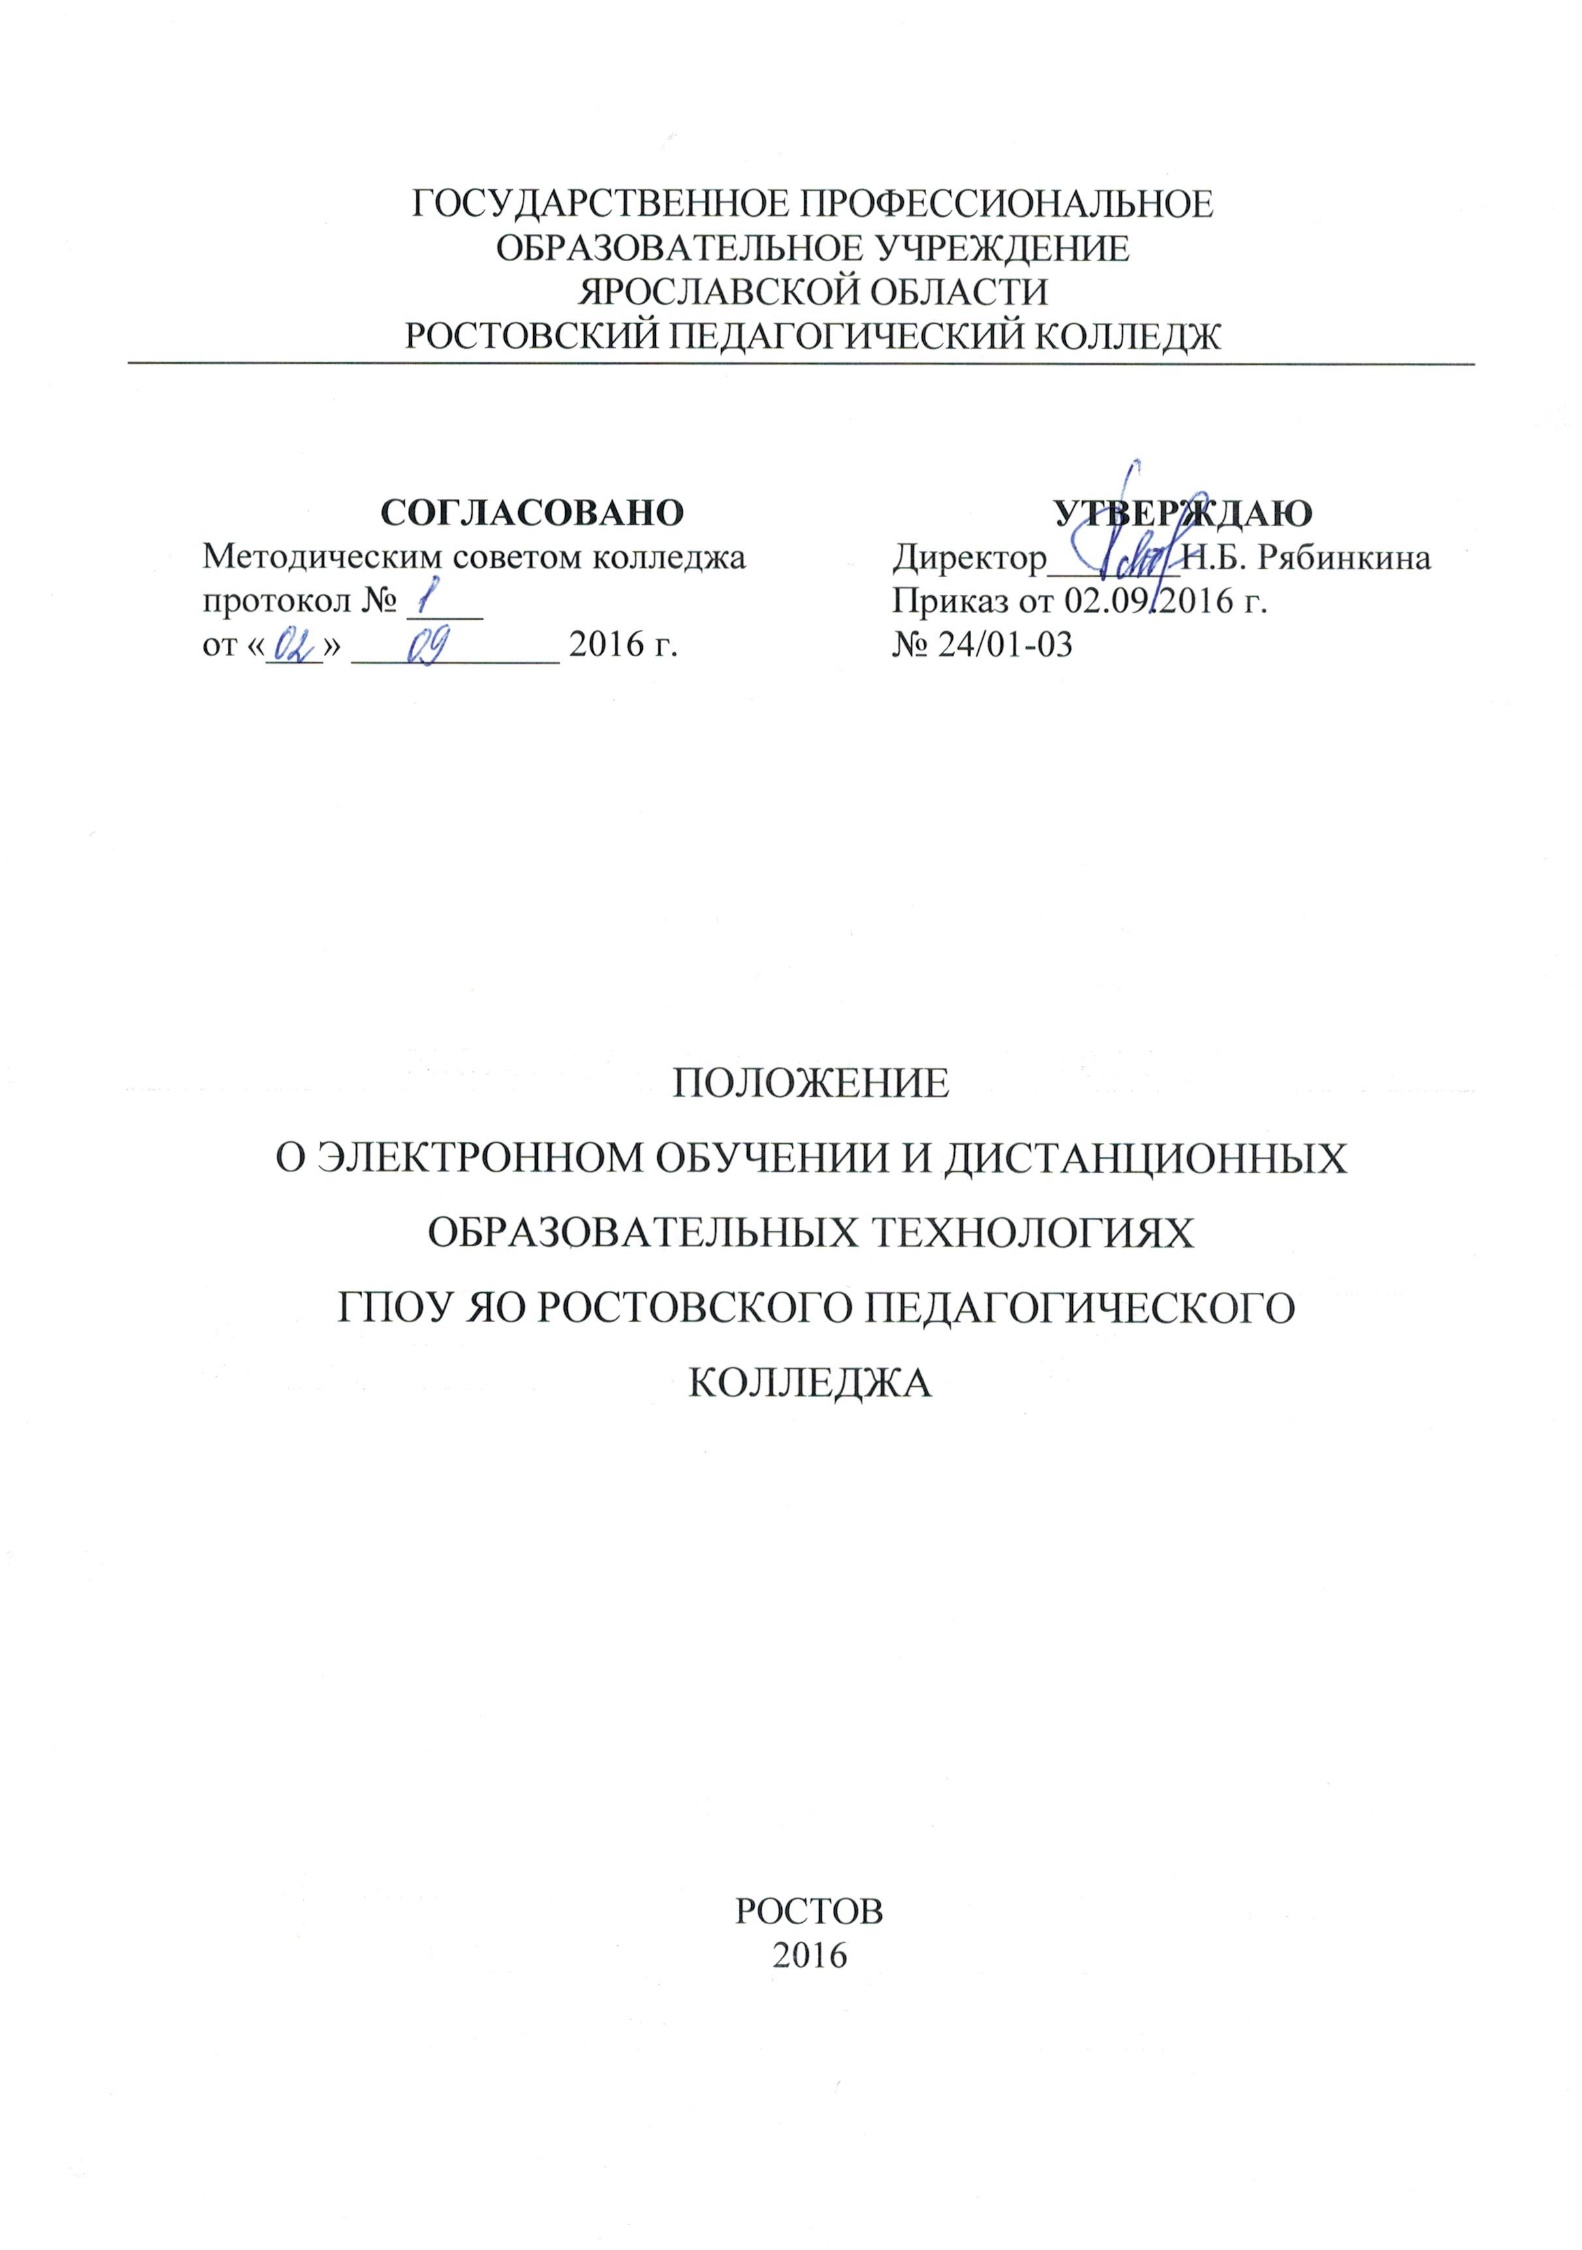 ГОСУДАРСТВЕННОЕ ПРОФЕССИОНАЛЬНОЕ
ОБРАЗОВАТЕЛЬНОЕ УЧРЕЖДЕНИЕ
ЯРОСЛАВСКОЙ ОБЛАСТИ
РОСТОВСКИЙ ПЕДАГОГИЧЕСКИЙ КОЛЛЕДЖ
СОГЛАСОВАНО
Методическим советом колледжа
протокол № 1
от «02» 09 2016 г.
УТВЕРЖДАЮ
Директор_______Н.Б. Рябинкина
Приказ от 02.09.2016 г.
№ 24/01-03
ПОЛОЖЕНИЕ
О ЭЛЕКТРОННОМ ОБУЧЕНИИ И ДИСТАНЦИОННЫХ
ОБРАЗОВАТЕЛЬНЫХ ТЕХНОЛОГИЯХ
ГПОУ ЯО РОСТОВСКОГО ПЕДАГОГИЧЕСКОГО
КОЛЛЕДЖА
РОСТОВ
2016